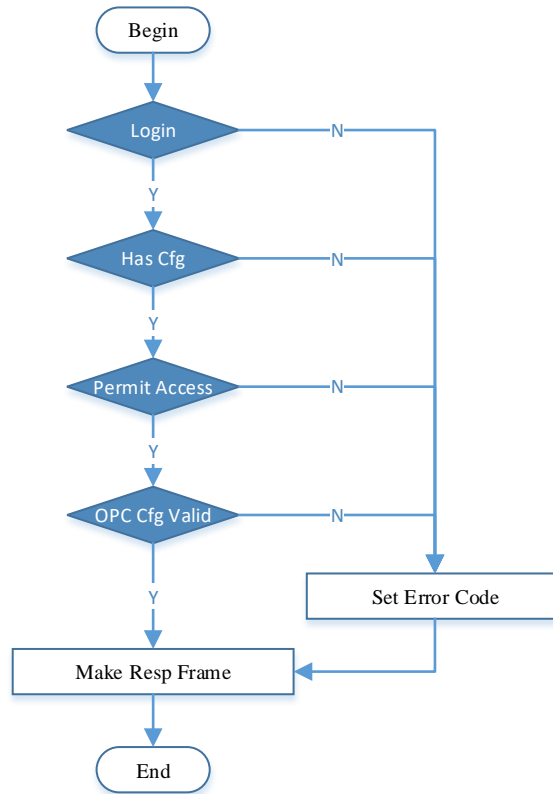 Begin
Login
N
Y
Has Cfg
N
Y
Permit Access
N
Y
OPC Cfg Valid
N
Y
Set Error Code
Make Resp Frame
End